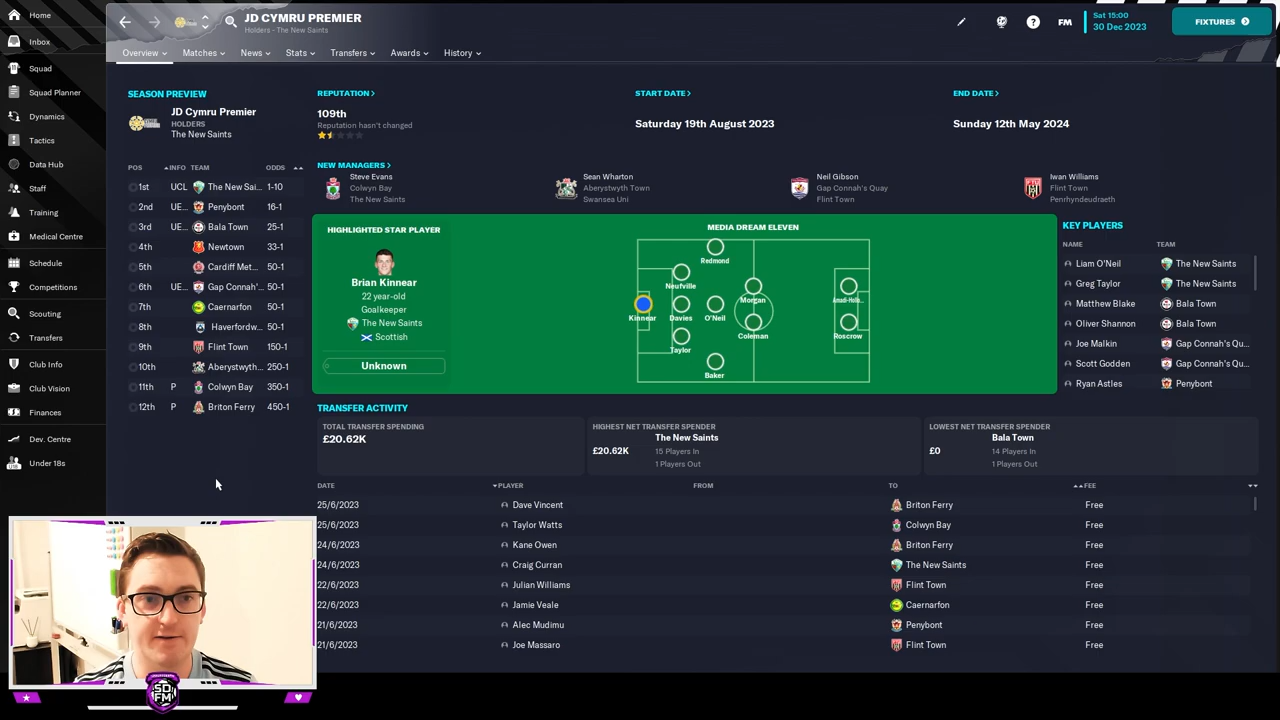 Home
Inbox
Squad
Squad Planner
Dynamics
Tactics
Data Hub
Staff
Training
Medical Centre
Schedule
Competitions
Scouting
Transfers
Club Info
Club Vision
Finances
Dev. Centre
Under 18s
JD CYMRU PREMIER
Holders - The New Saints
FM
Sat 15:00
30 Dec 2023
FIXTURES
Overview Matches News Stats Transfers Awards History
SEASON PREVIEW
JD Cymru Premier
HOLDERS
The New Saints
REPUTATION
109th
Reputation hasn't changed
START DATE
Saturday 19th August 2023
END DATE
Sunday 12th May 2024
POS INFO TEAM ODDS
1st UCL The New Sai... 1-10
2nd UE... Penybont 16-1
3rd UE... Bala Town 25-1
4th Newtown 33-1
5th Cardiff Met... 50-1
6th UE... Gap Connah'... 50-1
7th Caernarfon 50-1
8th Haverfordw... 50-1
9th Flint Town 150-1
10th Aberystwyth... 250-1
11th P Colwyn Bay 350-1
12th P Briton Ferry 450-1
NEW MANAGERS
Steve Evans
Colwyn Bay
The New Saints
Sean Wharton
Aberystwyth Town
Swansea Uni
Neil Gibson
Gap Connah's Quay
Flint Town
Iwan Williams
Flint Town
Penrhyndeudraeth
HIGHLIGHTED STAR PLAYER
Brian Kinnear
22 year-old
Goalkeeper
The New Saints
Scottish
Unknown
MEDIA DREAM ELEVEN
Redmond
Neufville
Kinnear
Davies
O'Neil
Morgan
Coleman
Taylor
Baker
Amadi-Hollo...
Roscrow
KEY PLAYERS
NAME TEAM
Liam O'Neil The New Saints
Greg Taylor The New Saints
Matthew Blake Bala Town
Oliver Shannon Bala Town
Joe Malkin Gap Connah's Qu...
Scott Godden Gap Connah's Qu...
Ryan Astles Penybont
TRANSFER ACTIVITY
TOTAL TRANSFER SPENDING
£20.62K
HIGHEST NET TRANSFER SPENDER
The New Saints
£20.62K
15 Players In
1 Players Out
LOWEST NET TRANSFER SPENDER
Bala Town
£0
14 Players In
1 Players Out
DATE PLAYER FROM TO FEE
25/6/2023 Dave Vincent Briton Ferry Free
25/6/2023 Taylor Watts Colwyn Bay Free
24/6/2023 Kane Owen Briton Ferry Free
24/6/2023 Craig Curran The New Saints Free
22/6/2023 Julian Williams Flint Town Free
22/6/2023 Jamie Veale Caernarfon Free
21/6/2023 Alec Mudimu Penybont Free
21/6/2023 Joe Massaro Flint Town Free
SD
FM